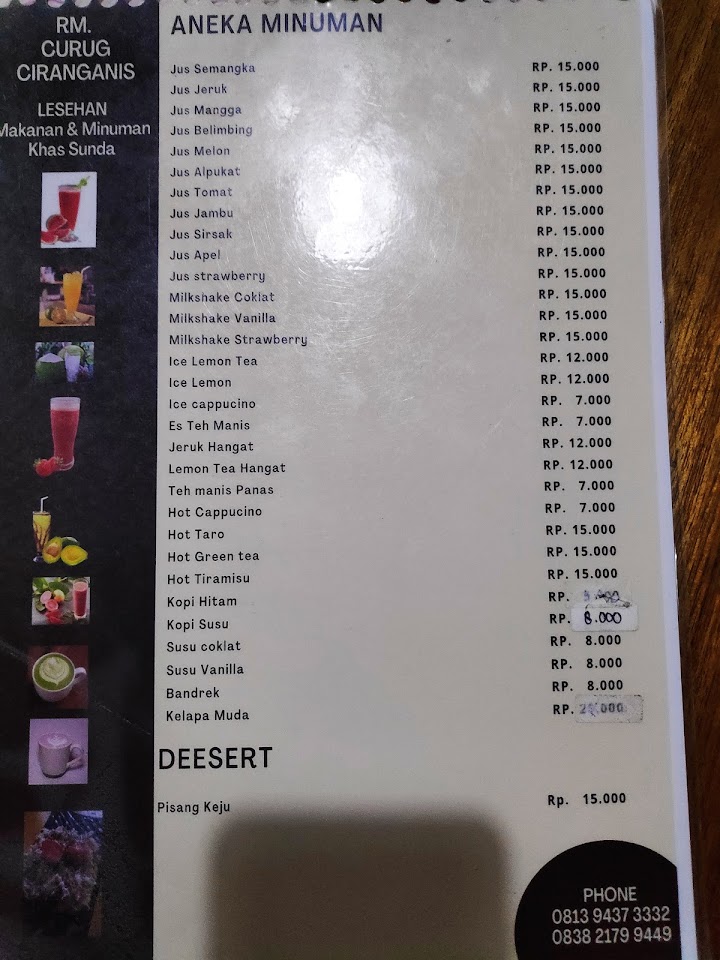 RM.
CURUG
CIRANGANIS
LESEHAN
Makanan & Minuman
Khas Sunda
ANEKA MINUMAN
Jus Semangka RP. 15.000
Jus Jeruk RP. 15.000
Jus Mangga RP. 15.000
Jus Belimbing RP. 15.000
Jus Melon RP. 15.000
Jus Alpukat RP. 15.000
Jus Tomat RP. 15.000
Jus Jambu RP. 15.000
Jus Sirsak RP. 15.000
Jus Apel RP. 15.000
Jus strawberry RP. 15.000
Milkshake Coklat RP. 15.000
Milkshake Vanilla RP. 15.000
Milkshake Strawberry RP. 15.000
Ice Lemon Tea RP. 12.000
Ice Lemon RP. 12.000
Ice cappucino RP. 7.000
Es Teh Manis RP. 7.000
Jeruk Hangat RP. 12.000
Lemon Tea Hangat RP. 12.000
Teh manis Panas RP. 7.000
Hot Cappucino RP. 7.000
Hot Taro RP. 15.000
Hot Green tea RP. 15.000
Hot Tiramisu RP. 15.000
Kopi Hitam RP.
Kopi Susu RP. 8.000
Susu coklat RP. 8.000
Susu Vanilla RP. 8.000
Bandrek RP. 8.000
Kelapa Muda RP.
DEESERT
Pisang Keju Rp. 15.000
PHONE
0813 9437 3332
0838 2179 9449